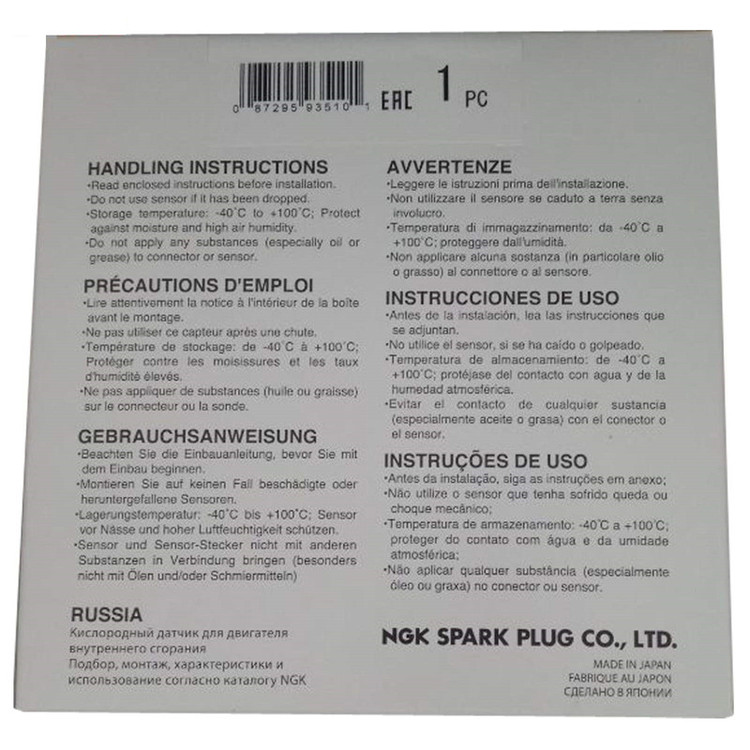 0 87295 93510 1
EAC
1 PC
HANDLING INSTRUCTIONS
•Read enclosed instructions before installation.
•Do not use sensor if it has been dropped.
•Storage temperature: -40˚C to +100˚C; Protect
against moisture and high air humidity.
•Do not apply any substances (especially oil or
grease) to connector or sensor.
PRÉCAUTIONS D'EMPLOI
•Lire attentivement la notice à l'intérieur de la boîte
avant le montage.
•Ne pas utiliser ce capteur après une chute.
•Température de stockage: de -40˚C à +100˚C;
Protéger contre les moisissures et les taux
d'humidité élevés.
•Ne pas appliquer de substances (huile ou graisse)
sur le connecteur ou la sonde.
GEBRAUCHSANWEISUNG
•Beachten Sie die Einbauanleitung, bevor Sie mit
dem Einbau beginnen.
•Montieren Sie auf keinen Fall beschädigte oder
heruntergefallene Sensoren.
•Lagerungstemperatur: -40˚C bis +100˚C; Sensor
vor Nässe und hoher Luftfeuchtigkeit schützen.
•Sensor und Sensor-Stecker nicht mit anderen
Substanzen in Verbindung bringen (besonders
nicht mit Ölen und/oder Schmiermitteln)
RUSSIA
Кислородный датчик для двигателя
внутреннего сгорания
Подбор, монтаж, характеристики и
использование согласно каталогу NGK
AVVERTENZE
•Leggere le istruzioni prima dell'installazione.
•Non utilizzare il sensore se caduto a terra senza
involucro.
•Temperatura di immagazzinamento: da -40˚C a
+100˚C; proteggere dall'umidità.
•Non applicare alcuna sostanza (in particolare olio
o grasso) al connettore o al sensore.
INSTRUCCIONES DE USO
•Antes de la instalación, lea las instrucciones que
se adjuntan.
•No utilice el sensor, si se ha caído o golpeado.
•Temperatura de almacenamiento: de -40˚C a
+100˚C; protéjase del contacto con agua y de la
humedad atmosférica.
•Evitar el contacto de cualquier sustancia
(especialmente aceite o grasa) con el conector o
el sensor.
INSTRUÇÕES DE USO
•Antes da instalação, siga as instruções em anexo;
•Não utilize o sensor que tenha sofrido queda ou
choque mecânico;
•Temperatura de armazenamento: -40˚C a +100˚C;
proteger do contato com água e da umidade
atmosférica;
•Não aplicar qualquer substância (especialmente
óleo ou graxa) no conector ou sensor.
NGK SPARK PLUG CO., LTD.
MADE IN JAPAN
FABRIQUE AU JAPON
СДЕЛАНО В ЯПОНИИ